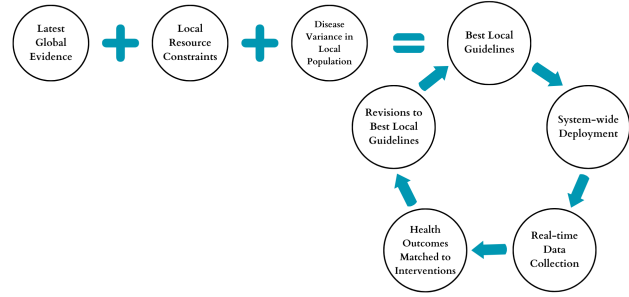 Latest
Global
Evidence
Local
Resource
Constraints
Disease
Variance in
Local
Population
Best Local
Guidelines
System-wide
Deployment
Real-time
Data
Collection
Health
Outcomes
Matched to
Interventions
Revisions to
Best Local
Guidelines